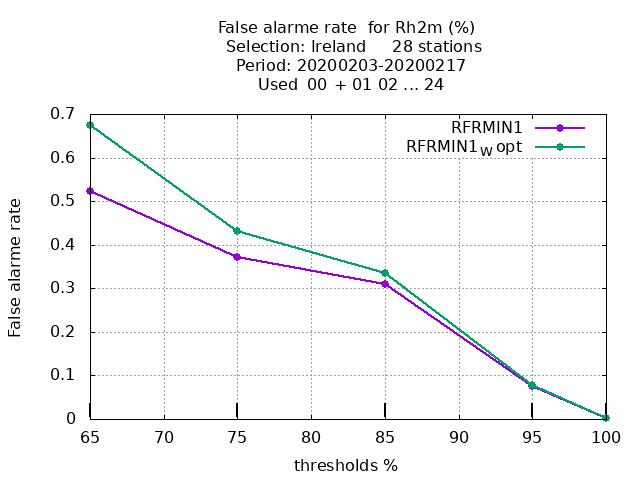 False alarme rate  for Rh2m (%)
Selection: Ireland     28 stations
Period: 20200203-20200217
Used  00  + 01 02 ... 24
RFRMIN1
RFRMIN1W opt
False alarme rate
0.7
0.6
0.5
0.4
0.3
0.2
0.1
0
65 70 75 80 85 90 95 100
thresholds %